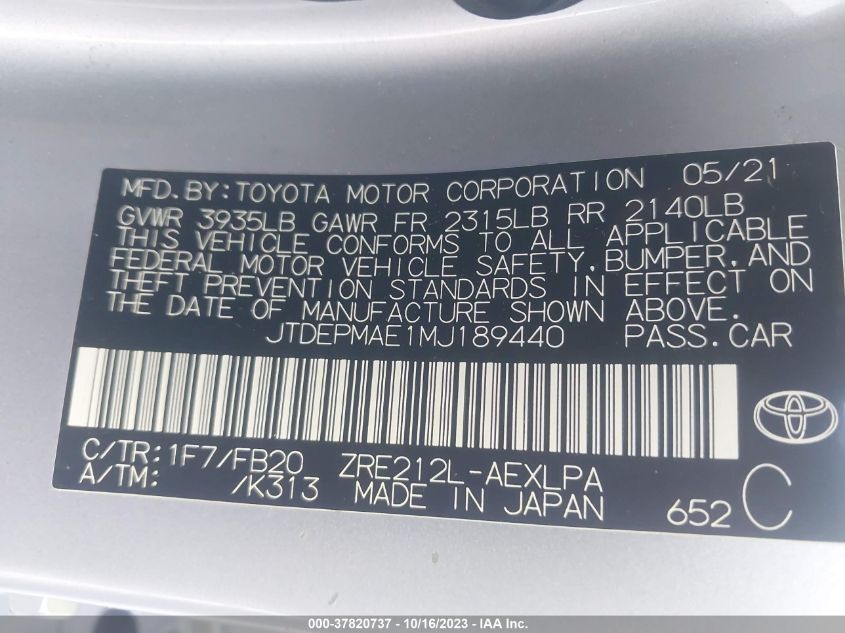 MFD.BY:TOYOTA MOTOR CORPORATION 05/21
GVWR 3935LB GAWR FR 2315LB RR 2140LB
THIS VEHICLE CONFORMS TO ALL APPLICABLE
FEDERAL MOTOR VEHICLE SAFETY,BUMPER,AND
THEFT PREVENTION STANDARDS IN EFFECT ON
THE DATE OF MANUFACTURE SHOWN ABOVE.
JTDEPMAE1MJ189440 PASS.CAR
C/TR:1F7/FB20 ZRE212L-AEXLPA
A/TM: /K313 MADE IN JAPAN 652 C
000-37820737 - 10/16/2023 - IAA Inc.